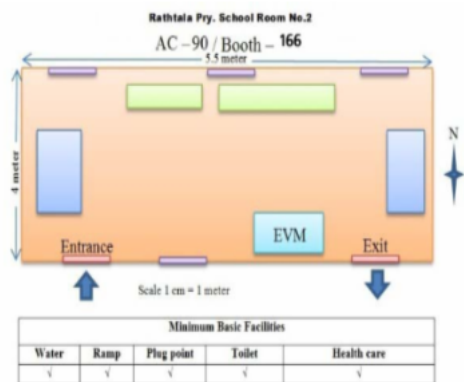 Rathtala Pry. School Room No.2
AC – 90 / Booth – 166
5.5 meter
4 meter
N
EVM
Entrance
Exit
Scale 1 cm = 1 meter
Minimum Basic Facilities
Water Ramp Plug point Toilet Health care
√ √ √ √ √